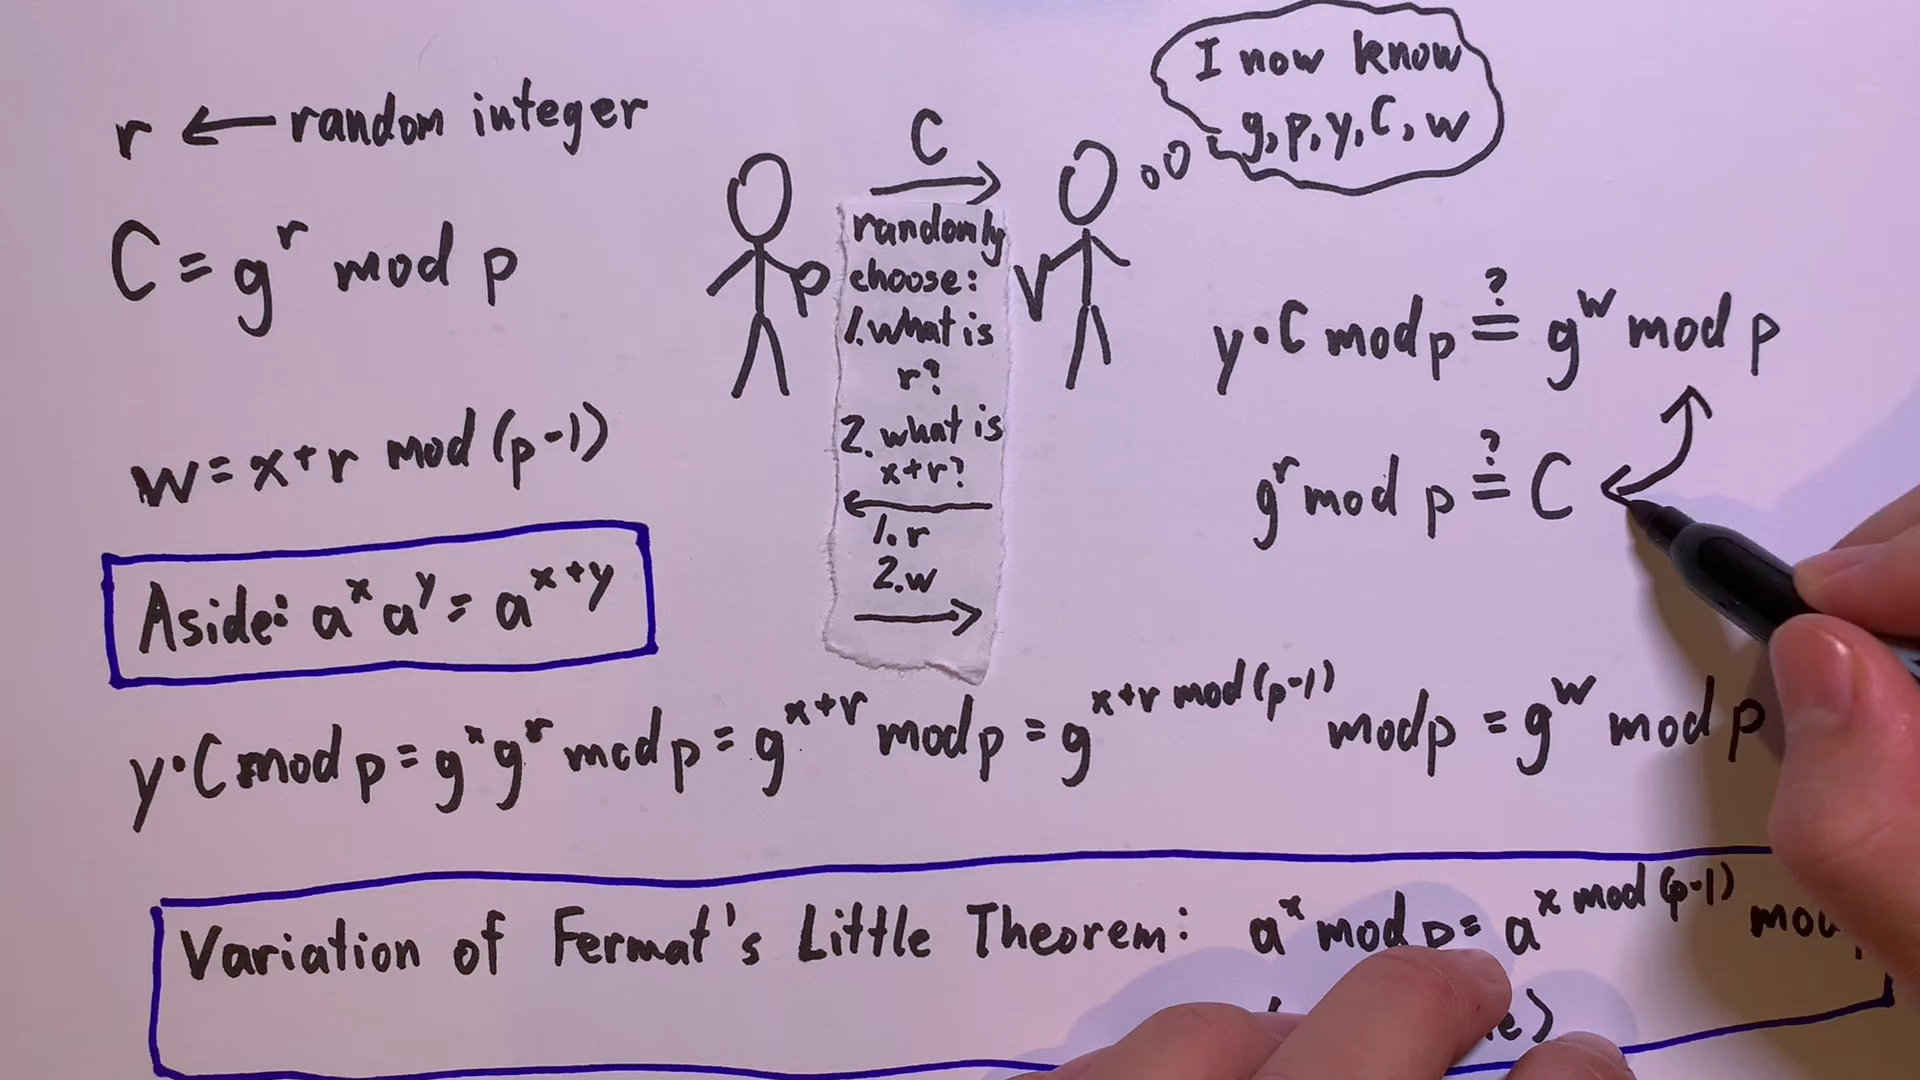 r ← random integer
C = g^r mod p
w = x+r mod (p-1)
Aside: a^x a^y = a^(x+y)
C
randomly
choose:
1. what is
r?
2. what is
x+r?
1. r
2. w
I now know
g, p, y, C, w
P
V
y·C mod p ≟ g^w mod p
g^r mod p ≟ C
y·C mod p = g^x g^r mod p = g^(x+r) mod p = g^(x+r mod (p-1)) mod p = g^w mod p
Variation of Fermat's Little Theorem: a^x mod p = a^(x mod (p-1))